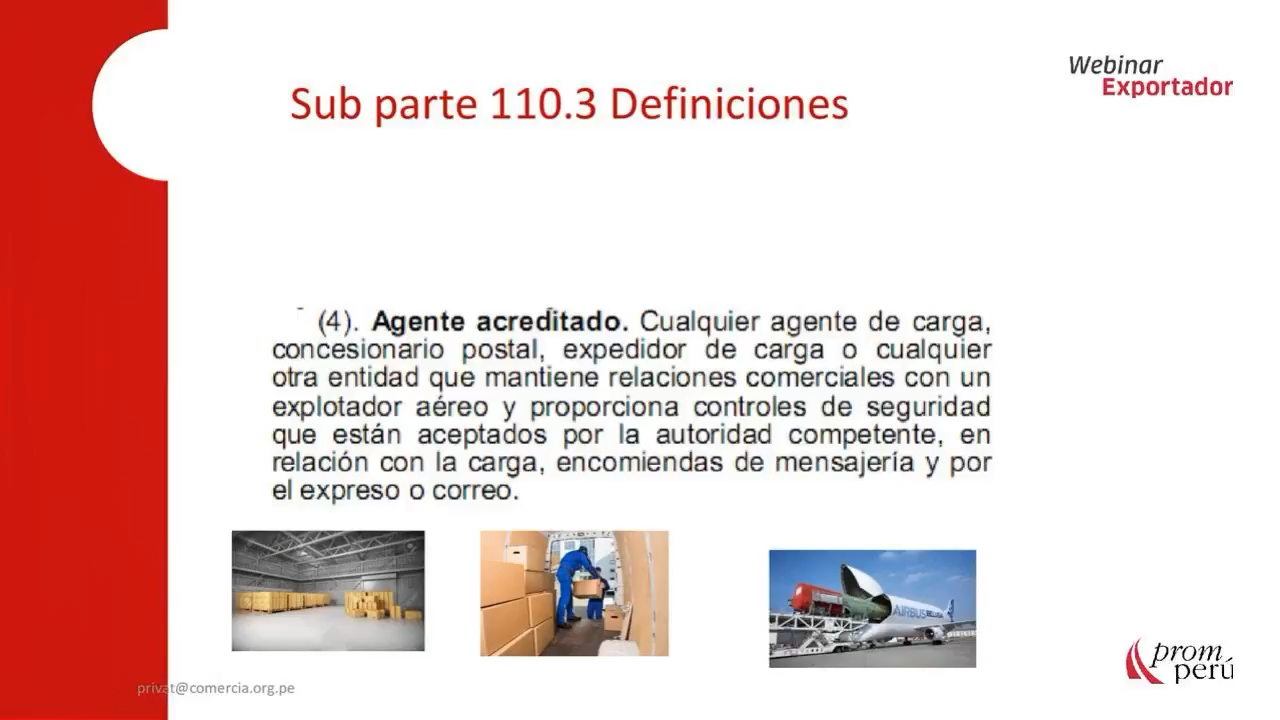 Webinar
Exportador
Sub parte 110.3 Definiciones
(4). Agente acreditado. Cualquier agente de carga,
concesionario postal, expedidor de carga o cualquier
otra entidad que mantiene relaciones comerciales con un
explotador aéreo y proporciona controles de seguridad
que están aceptados por la autoridad competente, en
relación con la carga, encomiendas de mensajería y por
el expreso o correo.
AIRBUS
privat@comercia.org.pe
prom
perú